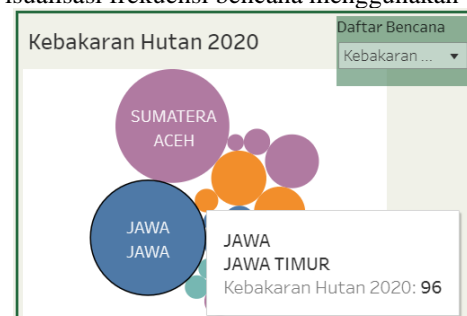 isualisasi frekuensi bencana menggunakan
Kebakaran Hutan 2020
Daftar Bencana
Kebakaran ...
SUMATERA
ACEH
JAWA
JAWA
JAWA
JAWA TIMUR
Kebakaran Hutan 2020: 96